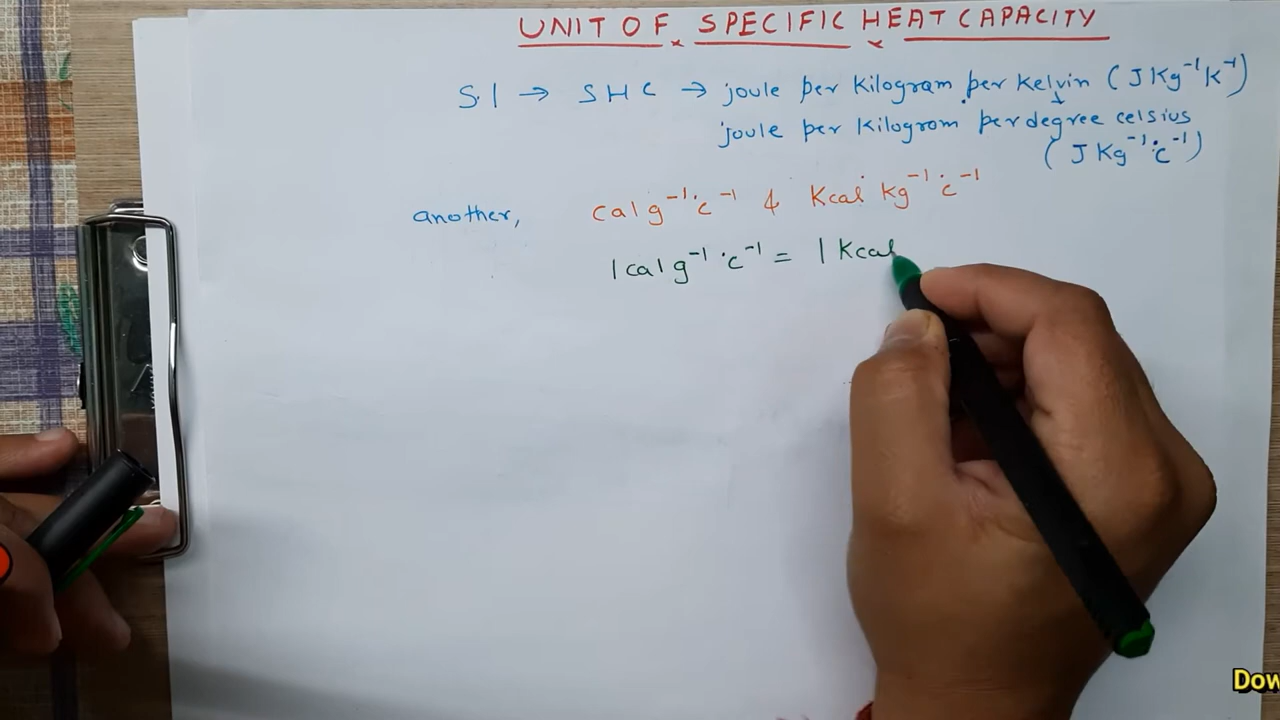 UNIT OF SPECIFIC HEAT CAPACITY
S.I → SHC → joule per kilogram per kelvin (J Kg⁻¹ K⁻¹)
joule per kilogrom per degree celsius
(J Kg⁻¹ °C⁻¹)
another, cal g⁻¹ °C⁻¹ & Kcal kg⁻¹ °C⁻¹
1 cal g⁻¹ °C⁻¹ = 1 Kcal
Dow